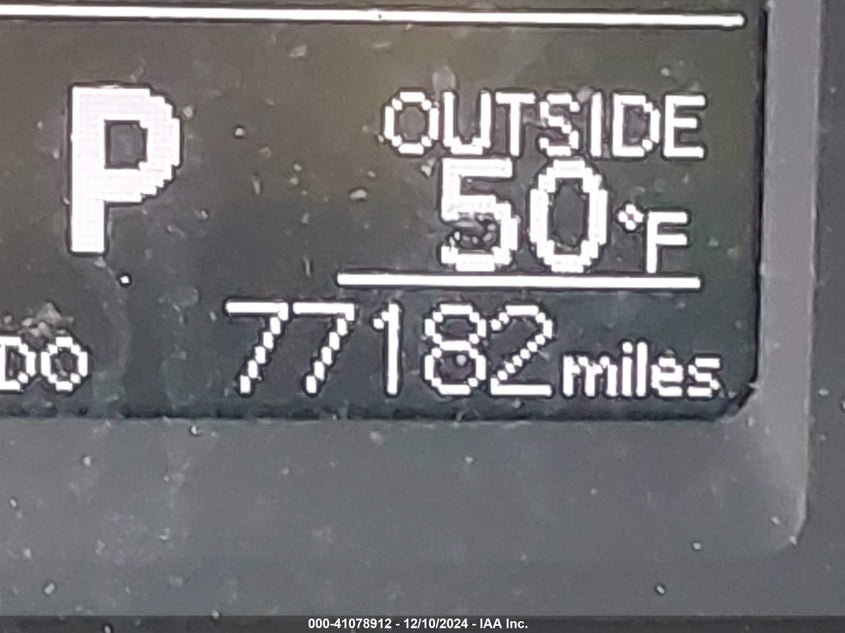 P
OUTSIDE
50°F
DO 77182 miles
000-41078912 - 12/10/2024 - IAA Inc.